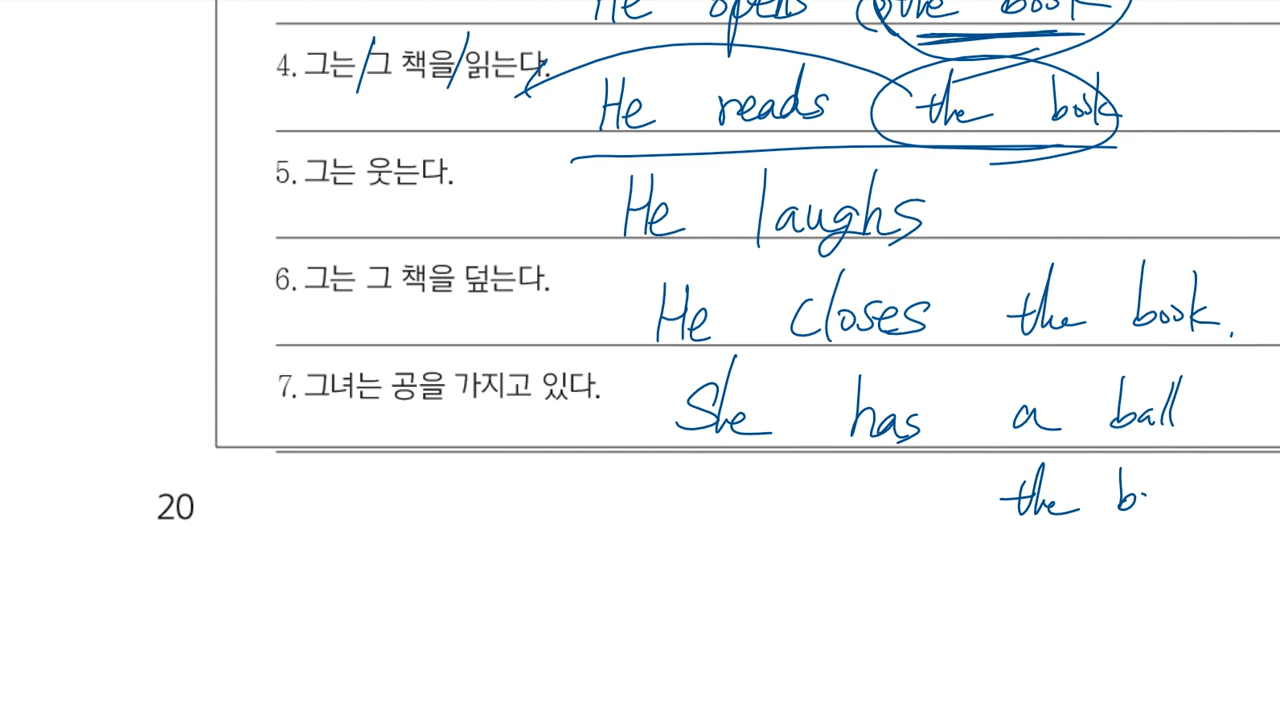 He opens the book
4. 그는/그 책을/읽는다.
He reads the book
5. 그는 웃는다.
He laughs
6. 그는 그 책을 덮는다.
He closes the book.
7. 그녀는 공을 가지고 있다.
She has a ball
the b
20